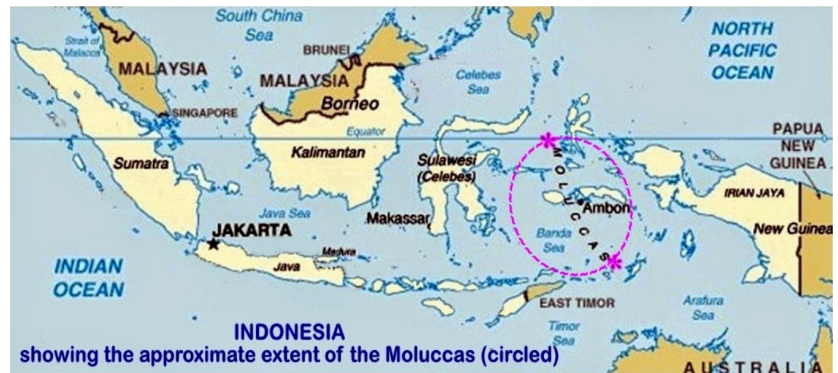 South China
Sea
NORTH
PACIFIC
OCEAN
Strait of
Malacca
BRUNEI
MALAYSIA
MALAYSIA
Celebes
Sea
Borneo
SINGAPORE
Equator
PAPUA
NEW
GUINEA
Sumatra
Kalimantan
Sulawesi
(Celebes)
MOLUCCAS
IRIAN JAYA
Ambon
Java Sea
Makassar
JAKARTA
New Guinea
Banda
Sea
Madura
Java
INDIAN
OCEAN
EAST TIMOR
Arafura
Sea
Timor
Sea
INDONESIA
showing the approximate extent of the Moluccas (circled)
AUSTRALIA